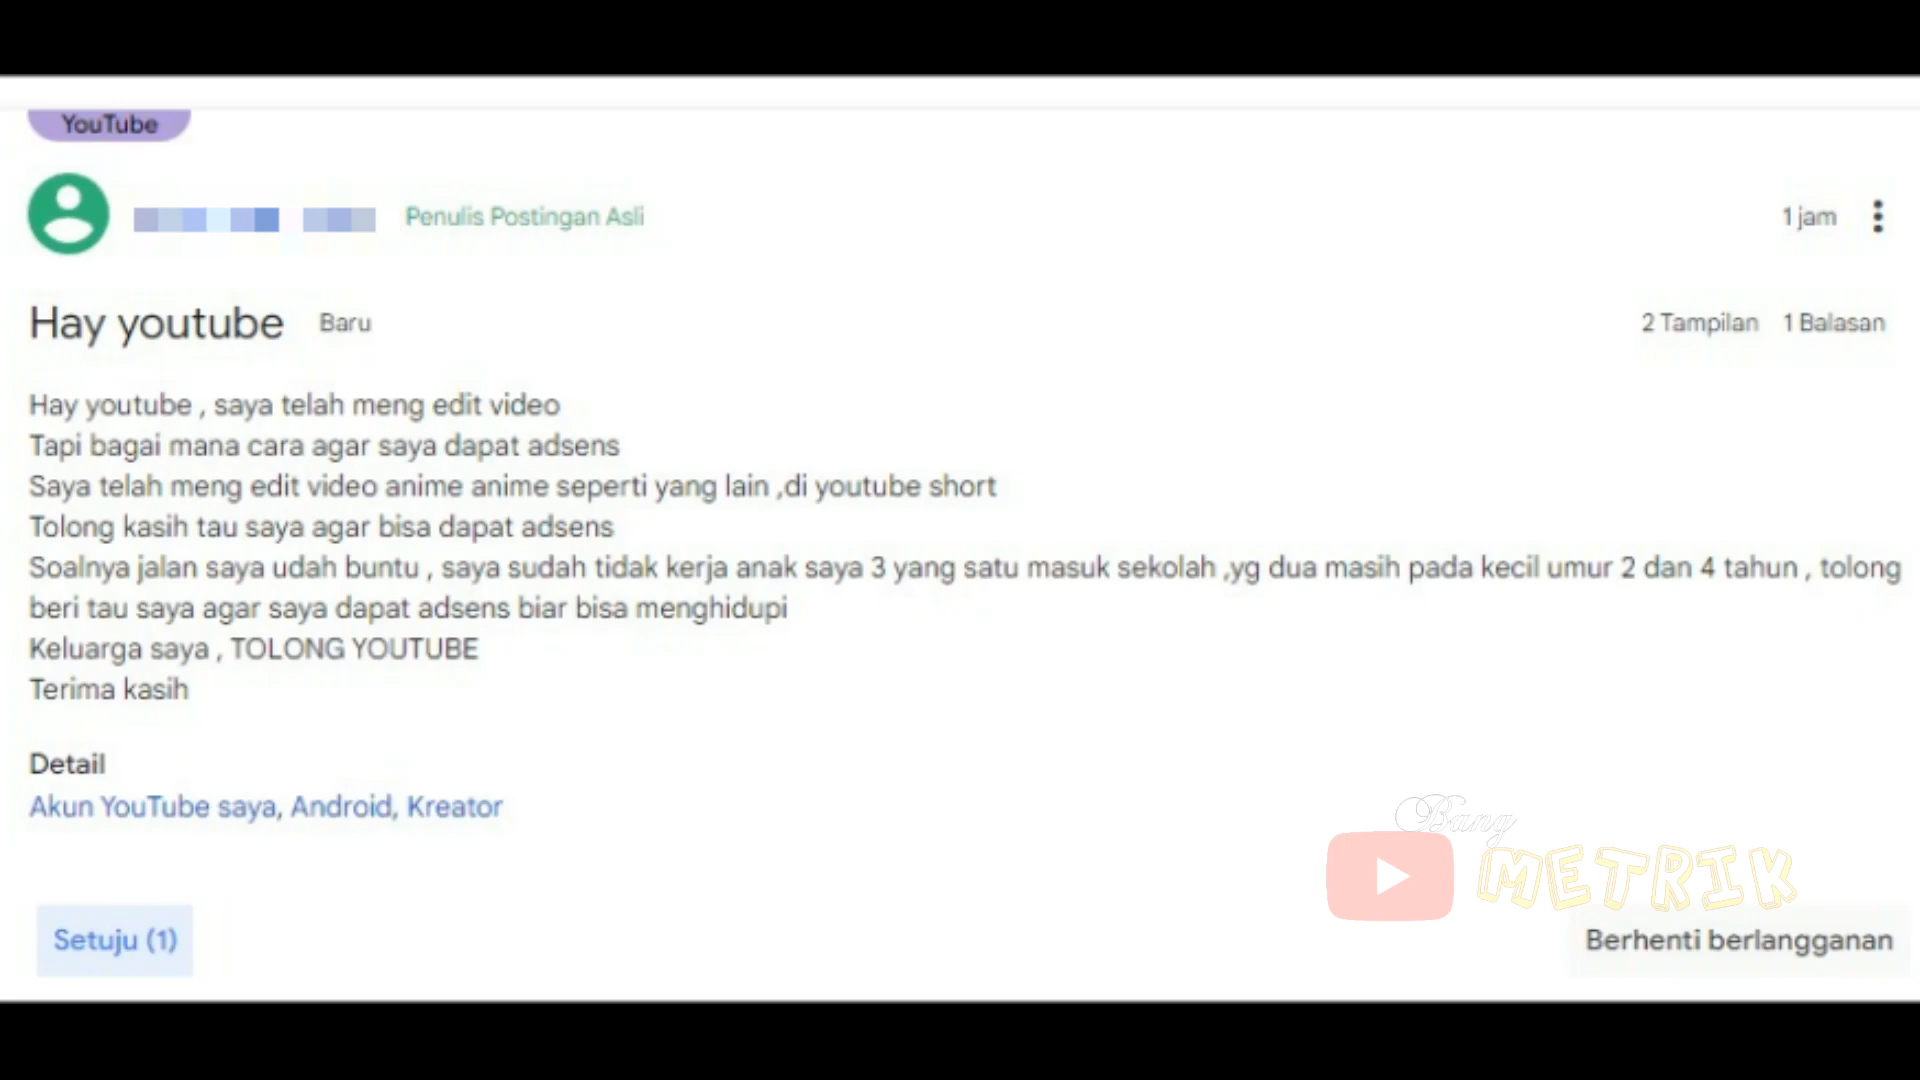 YouTube
Penulis Postingan Asli
1 jam
Hay youtube Baru
2 Tampilan 1 Balasan
Hay youtube , saya telah meng edit video
Tapi bagai mana cara agar saya dapat adsens
Saya telah meng edit video anime anime seperti yang lain ,di youtube short
Tolong kasih tau saya agar bisa dapat adsens
Soalnya jalan saya udah buntu , saya sudah tidak kerja anak saya 3 yang satu masuk sekolah ,yg dua masih pada kecil umur 2 dan 4 tahun , tolong
beri tau saya agar saya dapat adsens biar bisa menghidupi
Keluarga saya , TOLONG YOUTUBE
Terima kasih
Detail
Akun YouTube saya, Android, Kreator
Bang
METRIK
Setuju (1)
Berhenti berlangganan